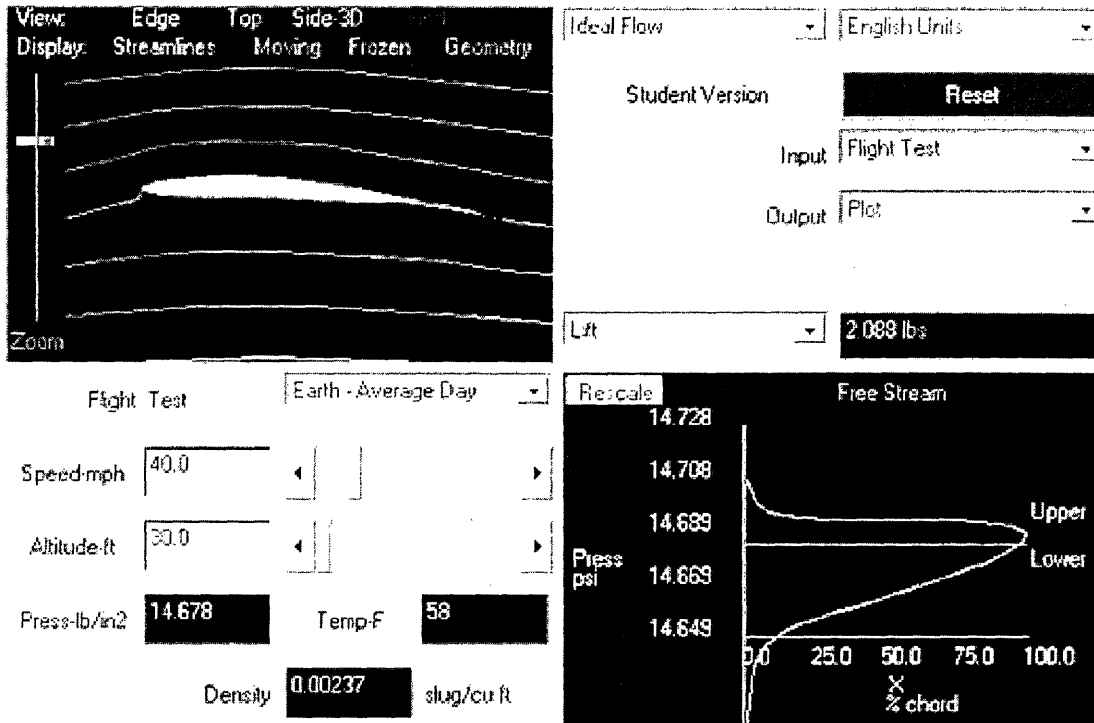 View: Edge Top Side-3D
Display: Streamlines Moving Frozen Geometry
Zoom
Ideal Flow English Units
Student Version Reset
Input Flight Test
Output Plot
Lift 2.088 lbs
Flight Test Earth - Average Day
Speed-mph 40.0
Altitude-ft 30.0
Press-lb/in2 14.678 Temp-F 58
Density 0.00237 slug/cu ft
Rescale Free Stream
14.728
14.708
14.689
14.669
14.649
Press
psi
Upper
Lower
0.0 25.0 50.0 75.0 100.0
X
% chord